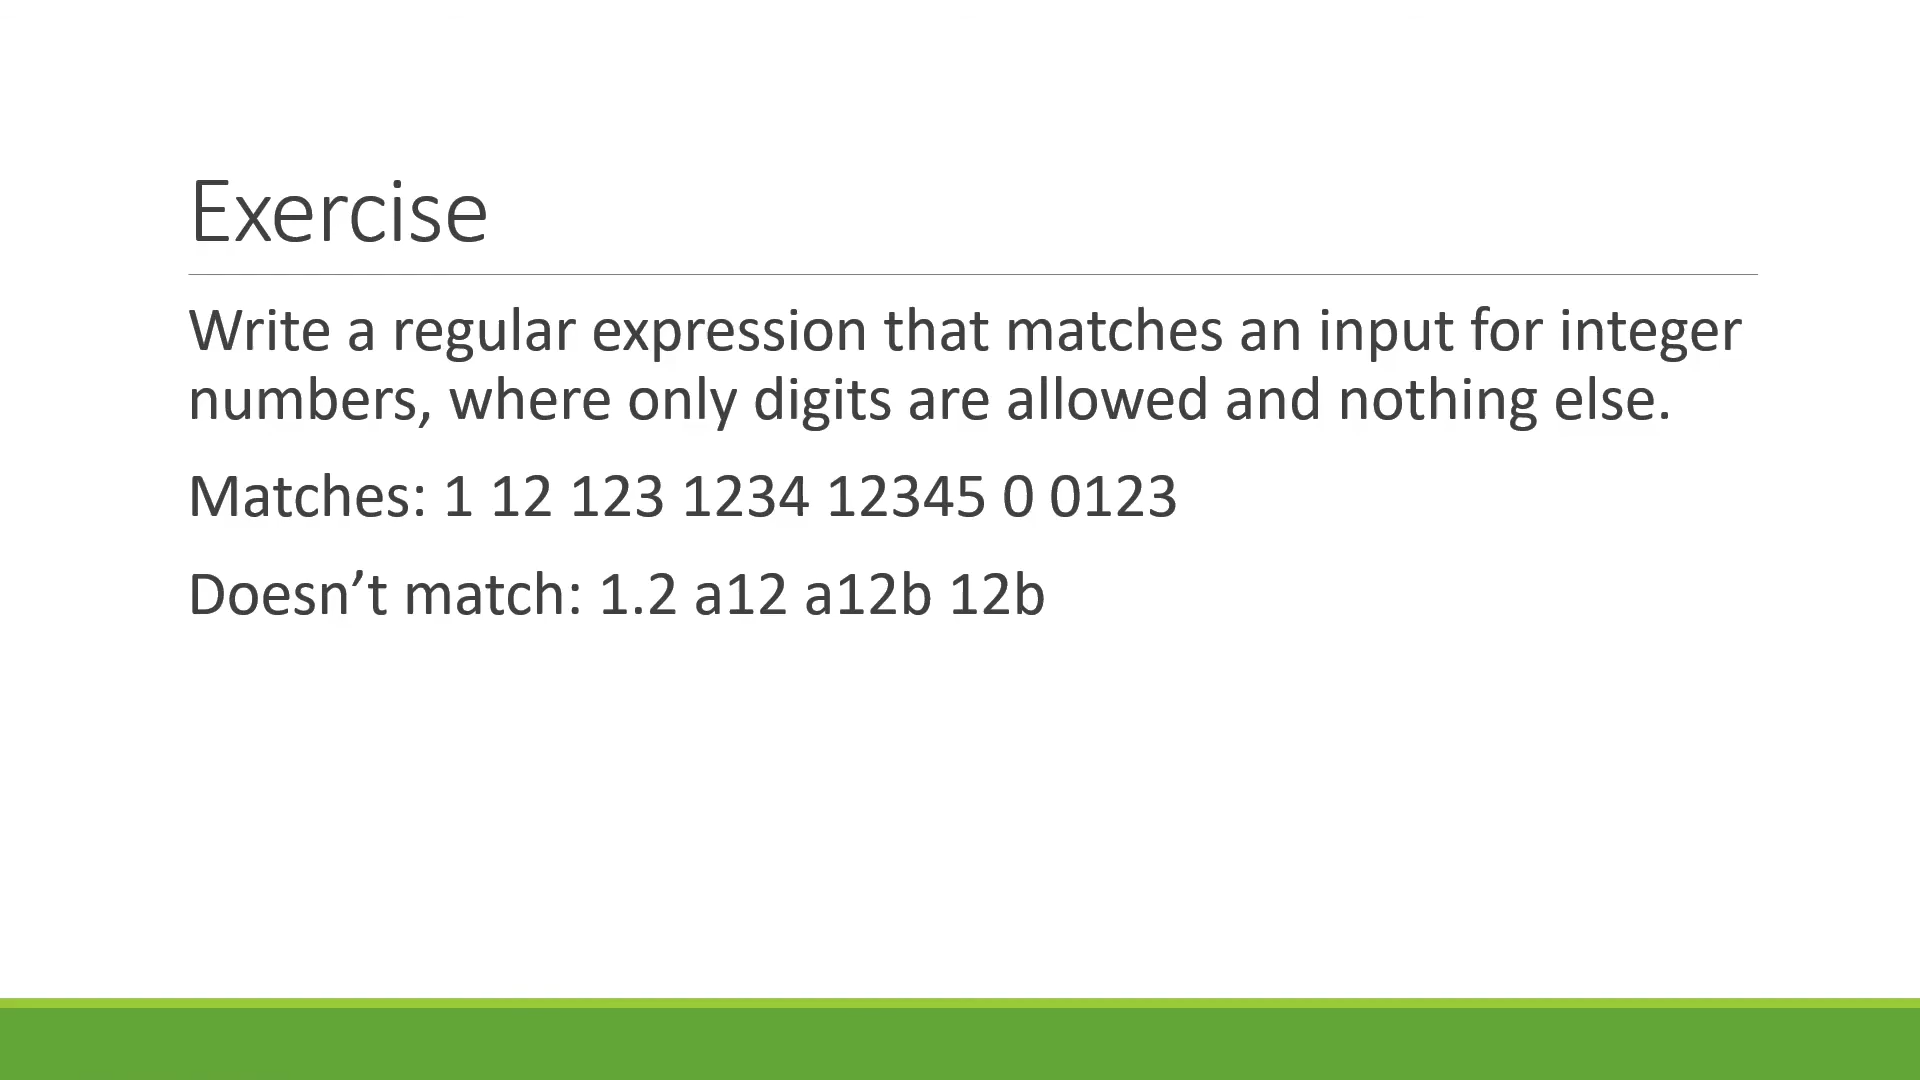 Exercise
Write a regular expression that matches an input for integer
numbers, where only digits are allowed and nothing else.
Matches: 1 12 123 1234 12345 0 0123
Doesn’t match: 1.2 a12 a12b 12b